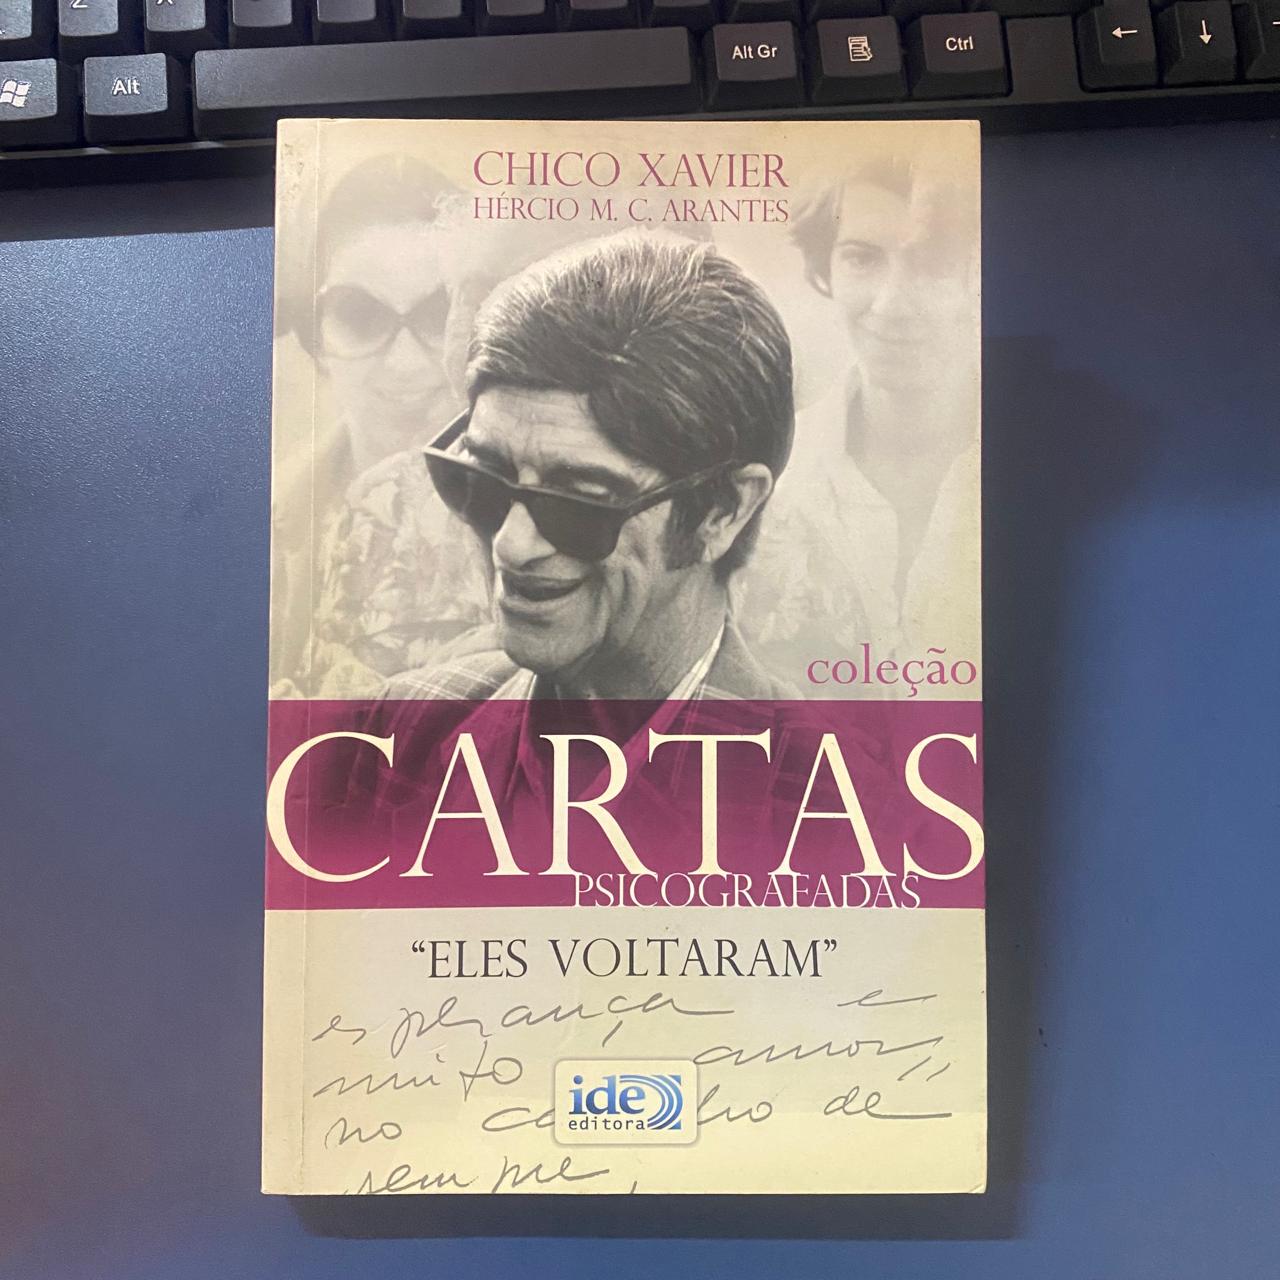 Z
X
Alt
Alt Gr
Ctrl
CHICO XAVIER
HÉRCIO M. C. ARANTES
coleção
CARTAS
PSICOGRAFADAS
“ELES VOLTARAM”
esperança e
muito amor,
no de
sempre,
ide
editora